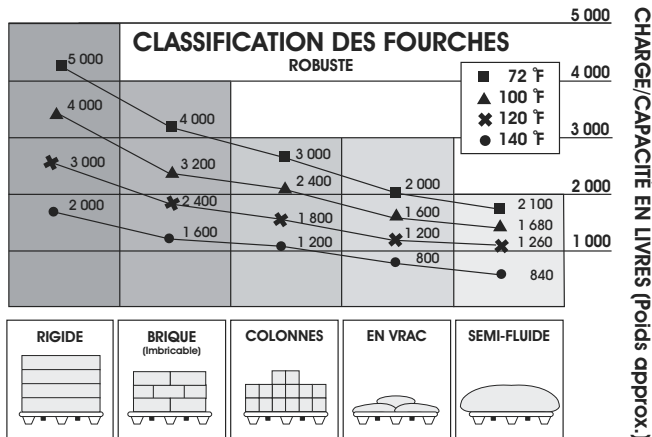 CLASSIFICATION DES FOURCHES
ROBUSTE
72 °F
100 °F
120 °F
140 °F
5 000
4 000
3 000
2 000
1 000
CHARGE/CAPACITE EN LIVRES (Poids approx.)
5 000
4 000
3 000
2 000
4 000
3 200
2 400
1 600
3 000
2 400
1 800
1 200
2 000
1 600
1 200
800
2 100
1 680
1 260
840
RIGIDE
BRIQUE
(Imbricable)
COLONNES
EN VRAC
SEMI-FLUIDE